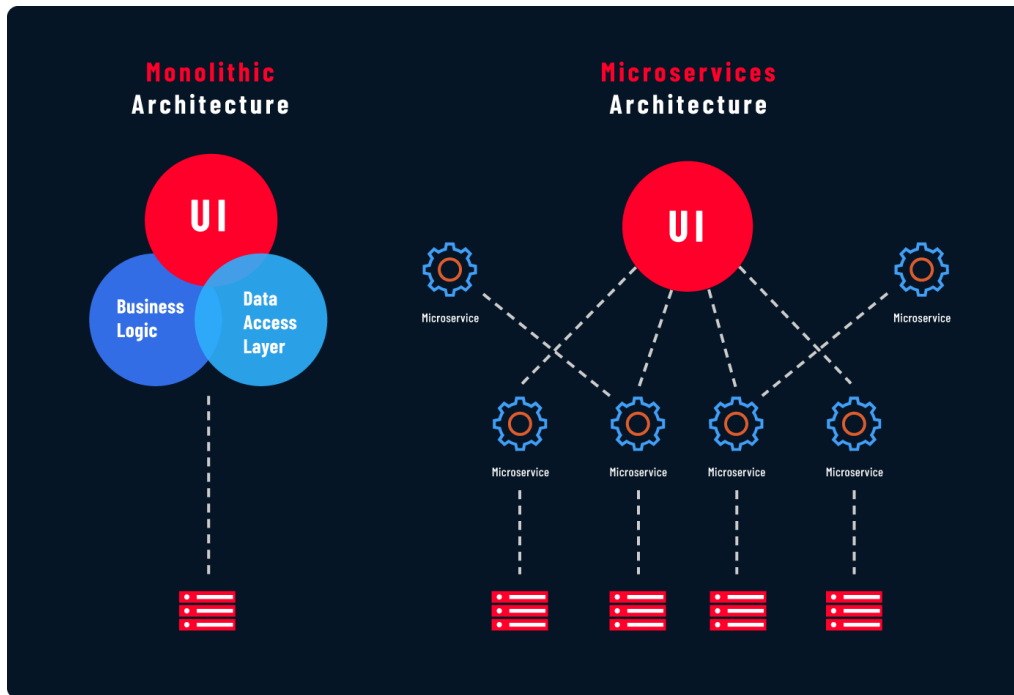 Monolithic
Architecture
UI
Business
Logic
Data
Access
Layer
Microservices
Architecture
UI
Microservice
Microservice
Microservice
Microservice
Microservice
Microservice